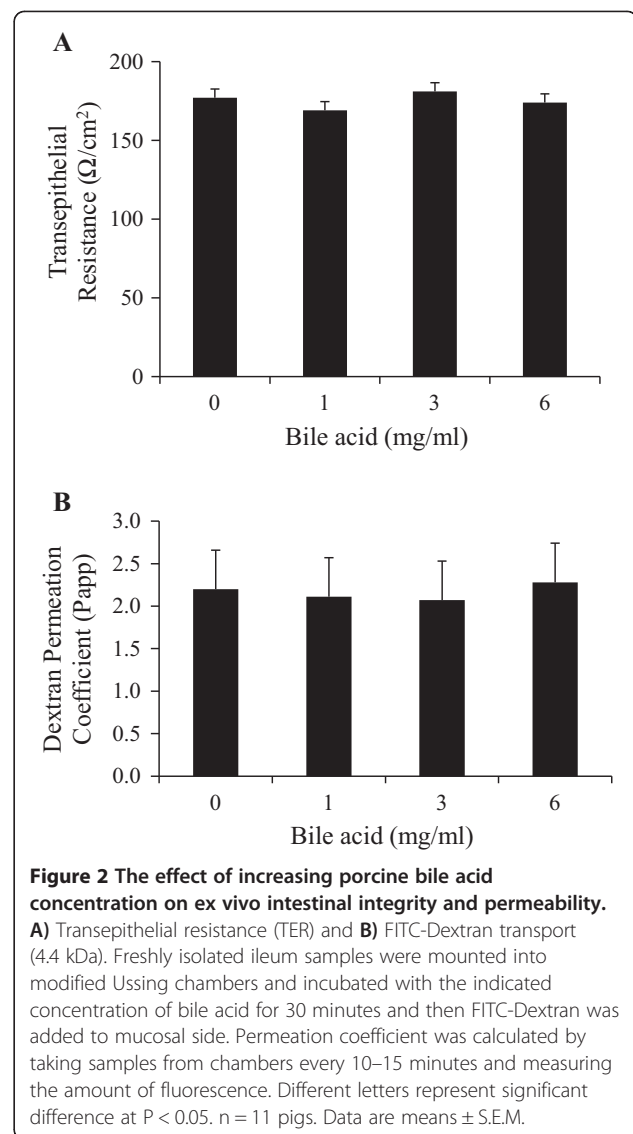 A
200
150
100
50
0
Transepithelial
Resistance (Ω/cm²)
0 1 3 6
Bile acid (mg/ml)
B
3.0
2.5
2.0
1.5
1.0
0.5
0.0
Dextran Permeation
Coefficient (Papp)
0 1 3 6
Bile acid (mg/ml)
Figure 2 The effect of increasing porcine bile acid
concentration on ex vivo intestinal integrity and permeability.
A) Transepithelial resistance (TER) and B) FITC-Dextran transport
(4.4 kDa). Freshly isolated ileum samples were mounted into
modified Ussing chambers and incubated with the indicated
concentration of bile acid for 30 minutes and then FITC-Dextran was
added to mucosal side. Permeation coefficient was calculated by
taking samples from chambers every 10–15 minutes and measuring
the amount of fluorescence. Different letters represent significant
difference at P < 0.05. n = 11 pigs. Data are means ± S.E.M.